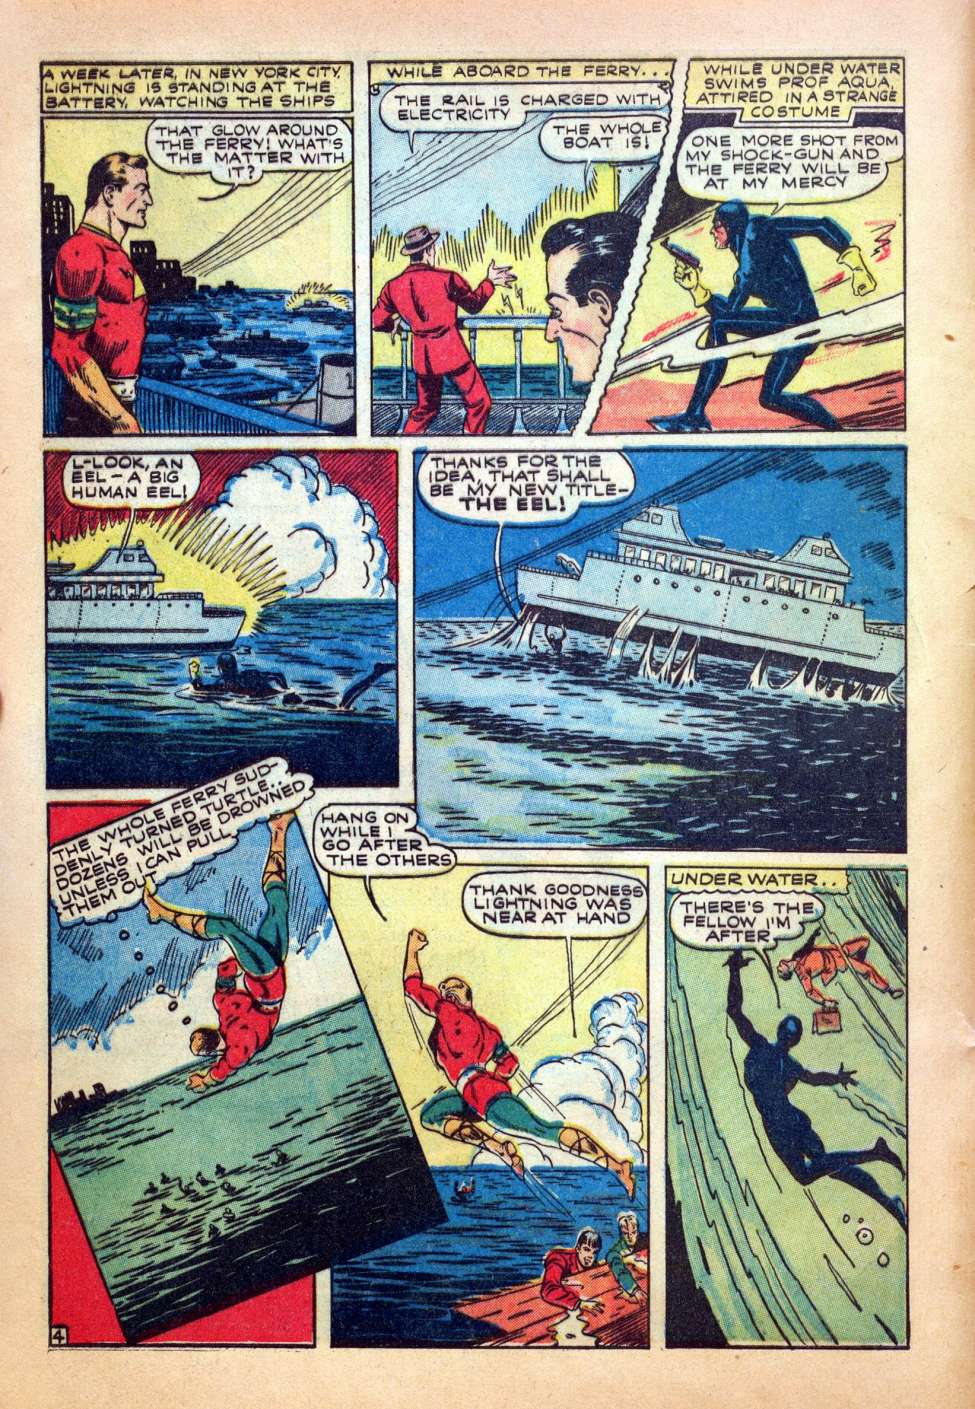 A WEEK LATER, IN NEW YORK CITY,
LIGHTNING IS STANDING AT THE
BATTERY, WATCHING THE SHIPS
THAT GLOW AROUND
THE FERRY! WHAT'S
THE MATTER WITH
IT?
WHILE ABOARD THE FERRY...
THE RAIL IS CHARGED WITH
ELECTRICITY
THE WHOLE
BOAT IS!
WHILE UNDER WATER
SWIMS PROF AQUA,
ATTIRED IN A STRANGE
COSTUME
ONE MORE SHOT FROM
MY SHOCK-GUN AND
THE FERRY WILL BE
AT MY MERCY
L-LOOK, AN
EEL-A BIG
HUMAN EEL!
THANKS FOR THE
IDEA, THAT SHALL
BE MY NEW TITLE-
THE EEL!
THE WHOLE FERRY SUD-
DENLY TURNED TURTLE..
DOZENS WILL BE DROWNED
UNLESS I CAN PULL
THEM OUT
HANG ON
WHILE I
GO AFTER
THE OTHERS
THANK GOODNESS
LIGHTNING WAS
NEAR AT HAND
UNDER WATER..
THERE'S THE
FELLOW I'M
AFTER
4